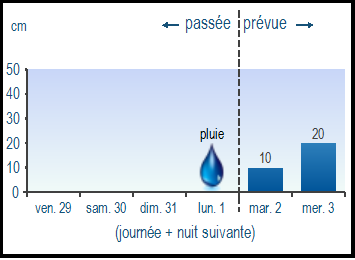 ← passée prévue →
cm
50
40
30
20
10
0
pluie
10
20
ven. 29 sam. 30 dim. 31 lun. 1 mar. 2 mer. 3
(journée + nuit suivante)